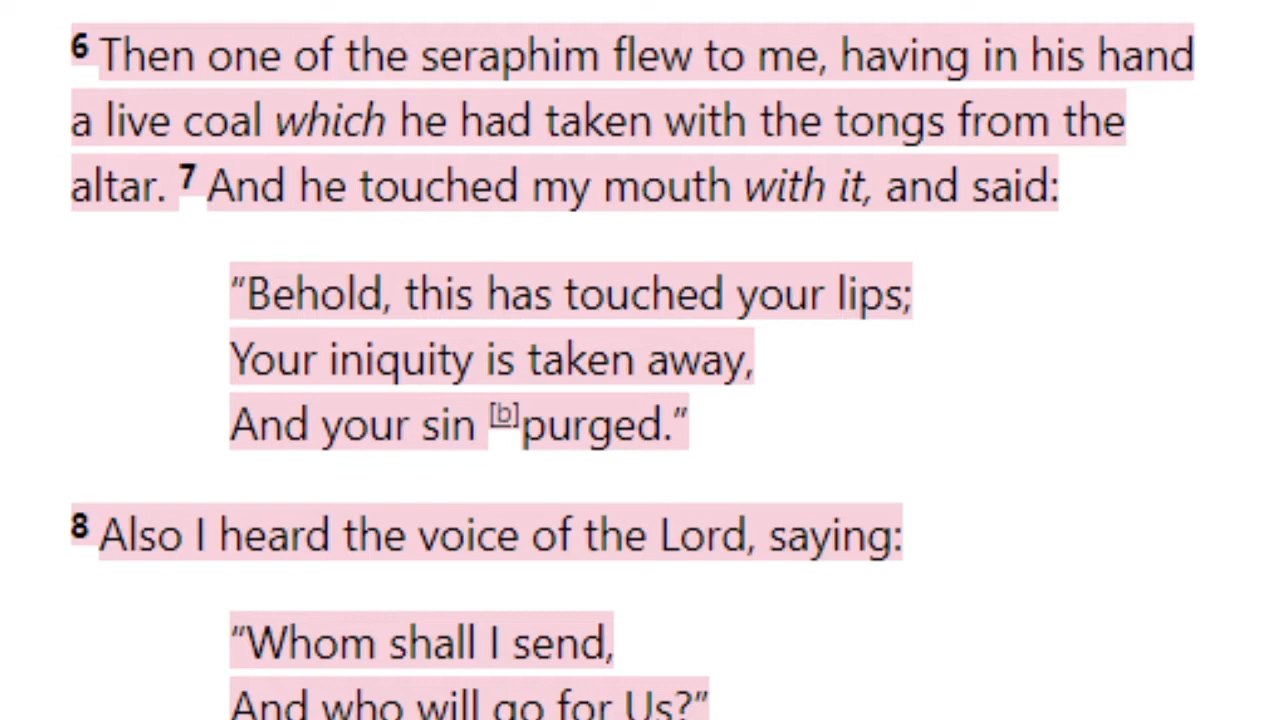 6 Then one of the seraphim flew to me, having in his hand
a live coal which he had taken with the tongs from the
altar. 7 And he touched my mouth with it, and said:
“Behold, this has touched your lips;
Your iniquity is taken away,
And your sin [b]purged.”
8 Also I heard the voice of the Lord, saying:
“Whom shall I send,
And who will go for Us?”